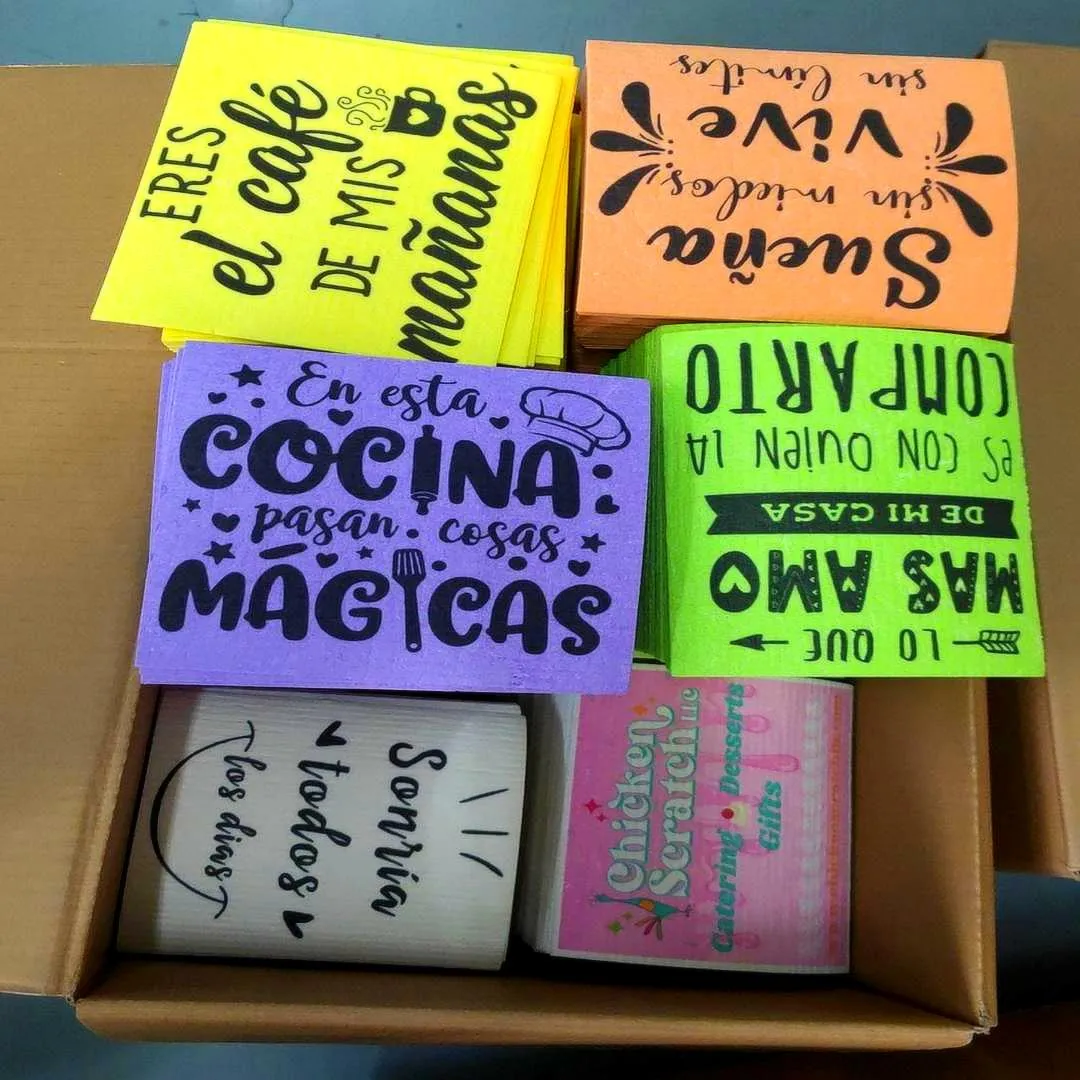 ERES
el café
DE MIS
mañanas
Sueña
sin miedos,
vive
sin límites
En esta
COCINA
pasan cosas
MÁGICAS
LO QUE
MAS AMO
DE MI CASA
ES CON QUIEN LA
COMPARTO
Sonria
todos
los dias
Chicken
Scratch LLC
Catering Desserts
Gifts